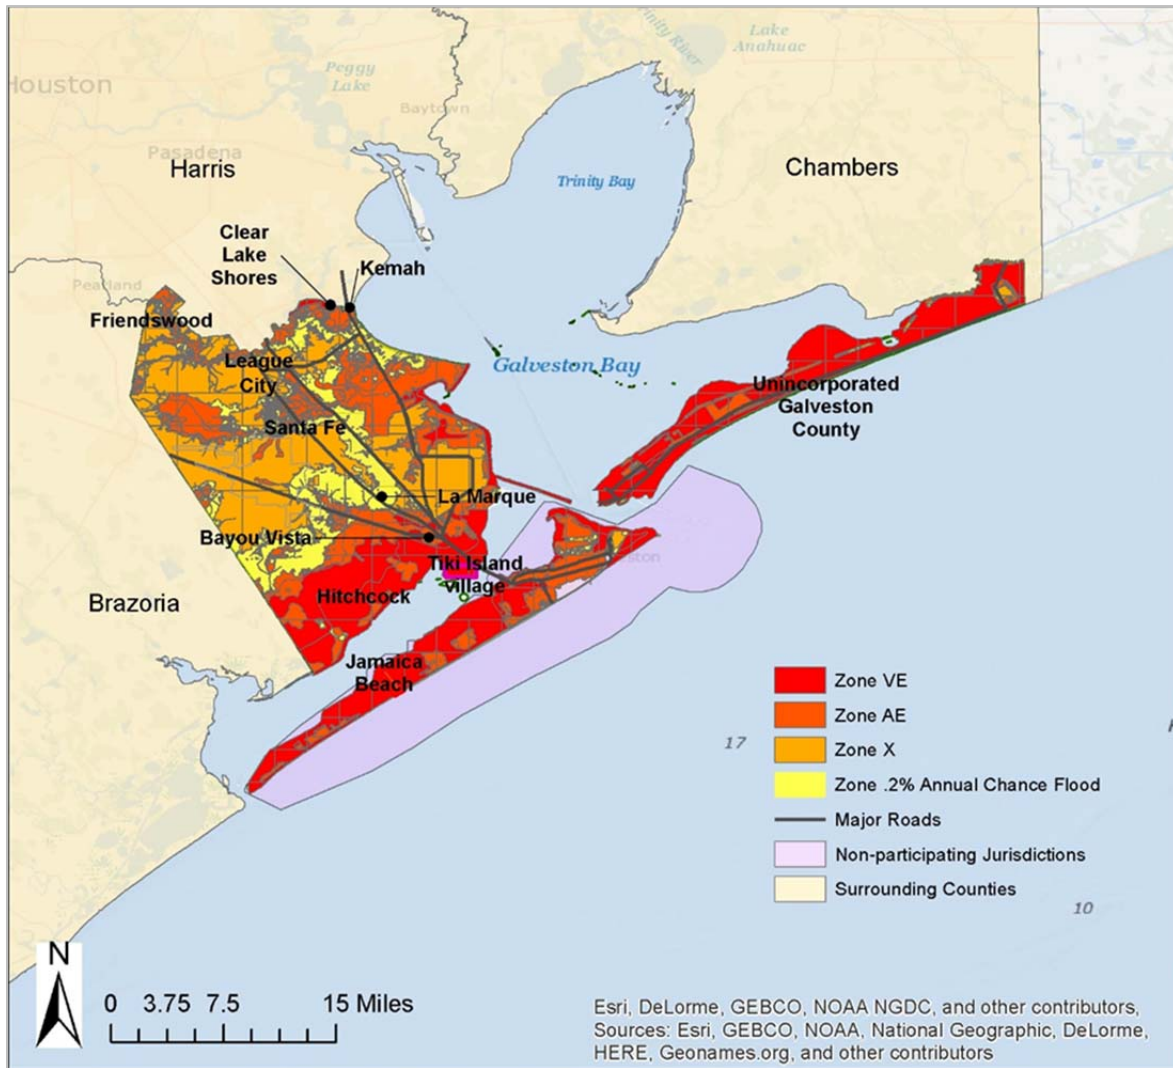 Houston
Peggy
Lake
Trinity River
Lake
Anahuac
Baytown
Pasadena
Harris
Chambers
Trinity Bay
Clear
Lake
Shores
Kemah
Pearland
Friendswood
League
City
Galveston Bay
Unincorporated
Galveston
County
Santa Fe
La Marque
Bayou Vista
Tiki Island
Village
Hitchcock
Brazoria
Jamaica
Beach
Zone VE
Zone AE
17
Zone X
Zone .2% Annual Chance Flood
Major Roads
Non-participating Jurisdictions
Surrounding Counties
10
N
0 3.75 7.5 15 Miles
Esri, DeLorme, GEBCO, NOAA NGDC, and other contributors,
Sources: Esri, GEBCO, NOAA, National Geographic, DeLorme,
HERE, Geonames.org, and other contributors